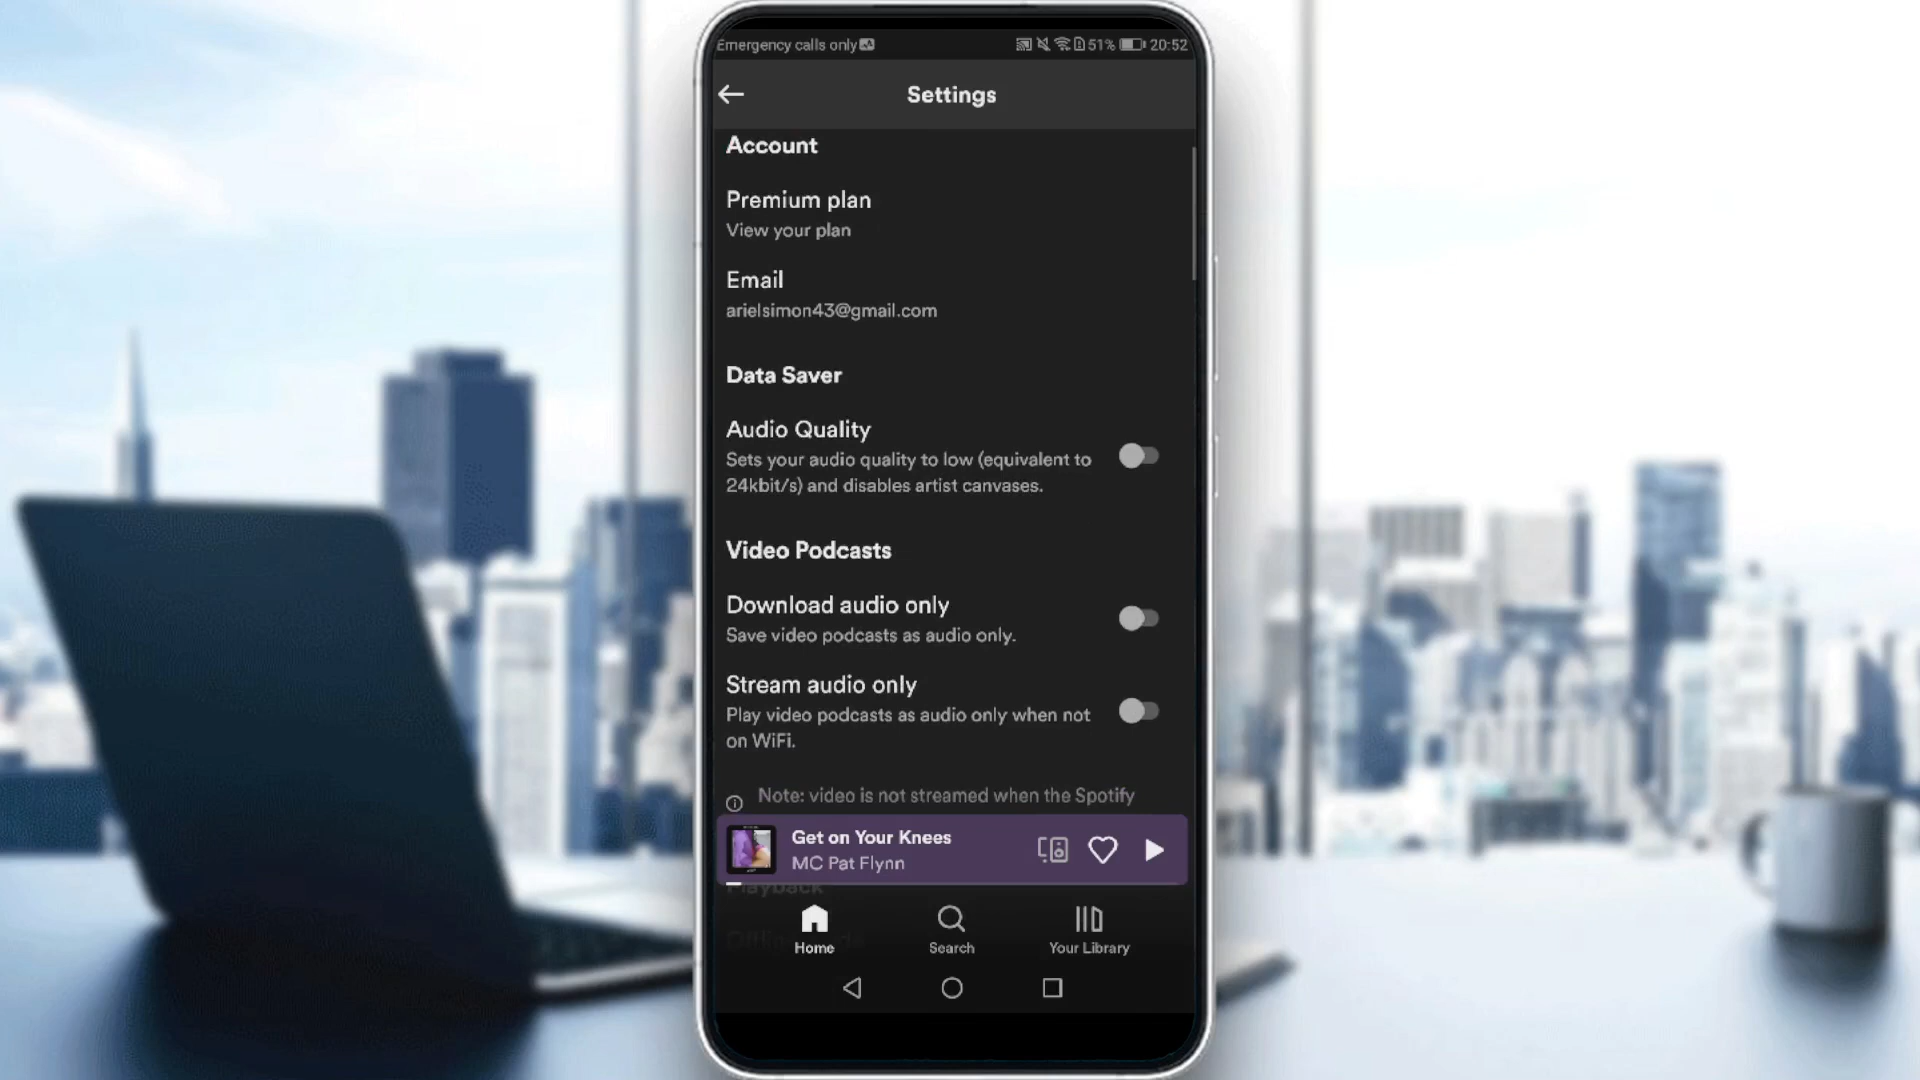 Emergency calls only
51% 20:52
Settings
Account
Premium plan
View your plan
Email
arielsimon43@gmail.com
Data Saver
Audio Quality
Sets your audio quality to low (equivalent to
24kbit/s) and disables artist canvases.
Video Podcasts
Download audio only
Save video podcasts as audio only.
Stream audio only
Play video podcasts as audio only when not
on WiFi.
Note: video is not streamed when the Spotify
Get on Your Knees
MC Pat Flynn
Playback
Home
Search
Your Library